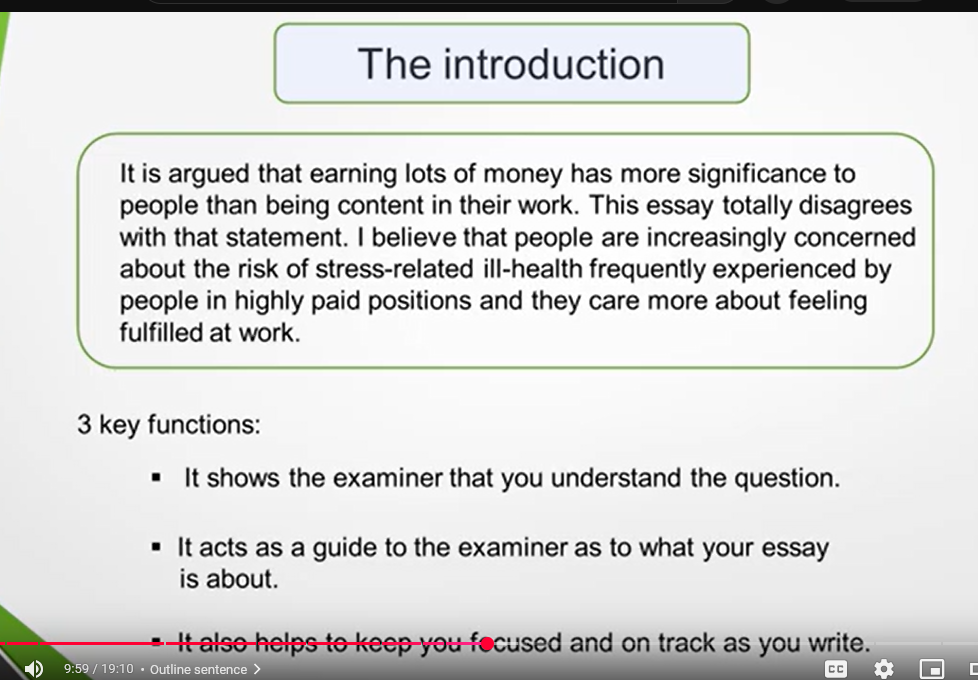 The introduction
It is argued that earning lots of money has more significance to
people than being content in their work. This essay totally disagrees
with that statement. I believe that people are increasingly concerned
about the risk of stress-related ill-health frequently experienced by
people in highly paid positions and they care more about feeling
fulfilled at work.
3 key functions:
▪ It shows the examiner that you understand the question.
▪ It acts as a guide to the examiner as to what your essay
is about.
▪ It also helps to keep you focused and on track as you write.
9:59 / 19:10 • Outline sentence >
CC